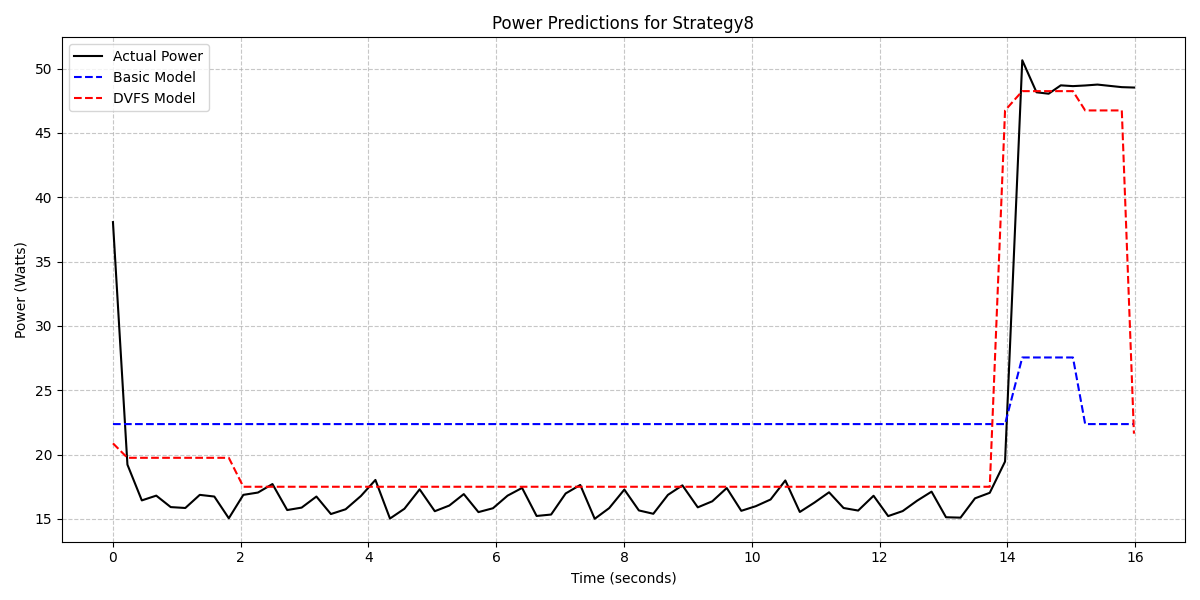 Power Predictions for Strategy8
Actual Power
Basic Model
DVFS Model
Power (Watts)
50
45
40
35
30
25
20
15
0 2 4 6 8 10 12 14 16
Time (seconds)